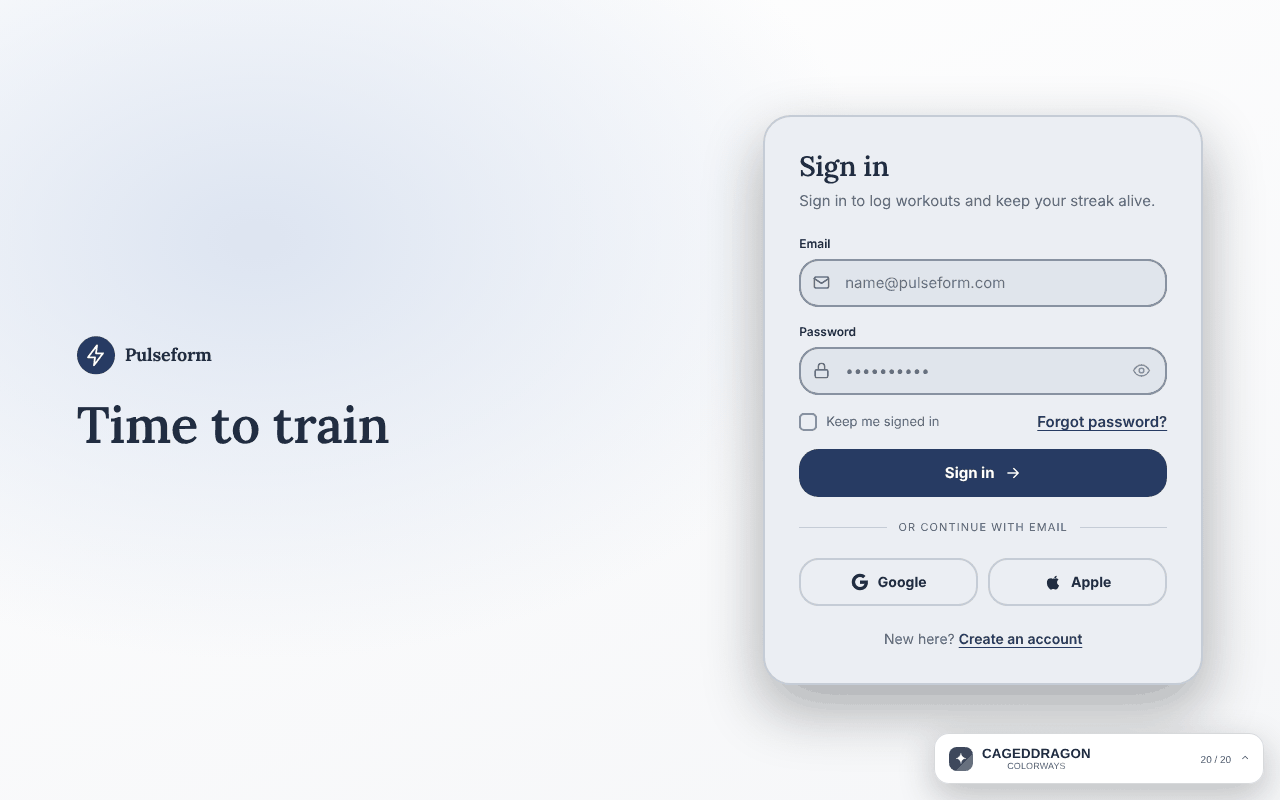 Pulseform
Time to train
Sign in
Sign in to log workouts and keep your streak alive.
Email
name@pulseform.com
Password
••••••••••
Keep me signed in
Forgot password?
Sign in →
OR CONTINUE WITH EMAIL
Google
Apple
New here? Create an account
CAGEDDRAGON
COLORWAYS
20 / 20